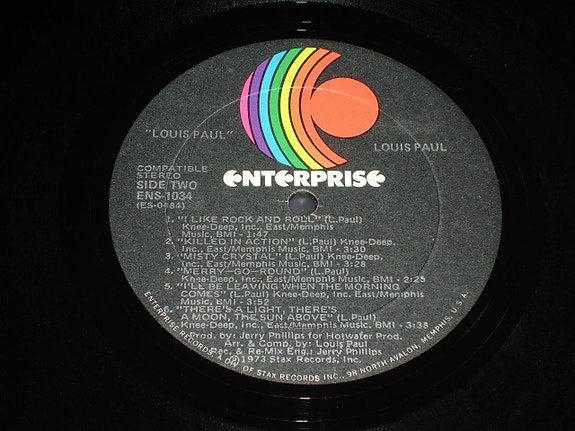 "LOUIS PAUL"
LOUIS PAUL
COMPATIBLE
STEREO
SIDE TWO
ENS-1034
(ES-0484)
ENTERPRISE
1. "I LIKE ROCK AND ROLL" (L.Paul)
Knee-Deep, Inc., East/Memphis
Music, BMI - 1:47
2. "KILLED IN ACTION" (L.Paul) Knee-Deep,
Inc., East/Memphis Music, BMI - 3:30
3. "MISTY CRYSTAL" (L.Paul) Knee-Deep,
Inc., East/Memphis Music, BMI - 3:28
4. "MERRY-GO-ROUND" (L.Paul)
Knee-Deep Inc., East/Memphis Music, BMI - 2:25
5. "I'LL BE LEAVING WHEN THE MORNING
COMES" (L.Paul) Knee-Deep, Inc., East/Memphis
Music, BMI - 3:52
6. "THERE'S A LIGHT, THERE'S
A MOON, THE SUN ABOVE" (L.Paul)
Knee-Deep, Inc., East/Memphis Music, BMI - 3:38
Prod. by: Jerry Phillips for Hotwater Prod.
Arr. & Comp. by: Louis Paul
Rec. & Re-Mix Eng.: Jerry Phillips
©1973 Stax Records, Inc.
ENTERPRISE RECORDS, A DIV. OF STAX RECORDS INC., 98 NORTH AVALON, MEMPHIS, U.S.A.